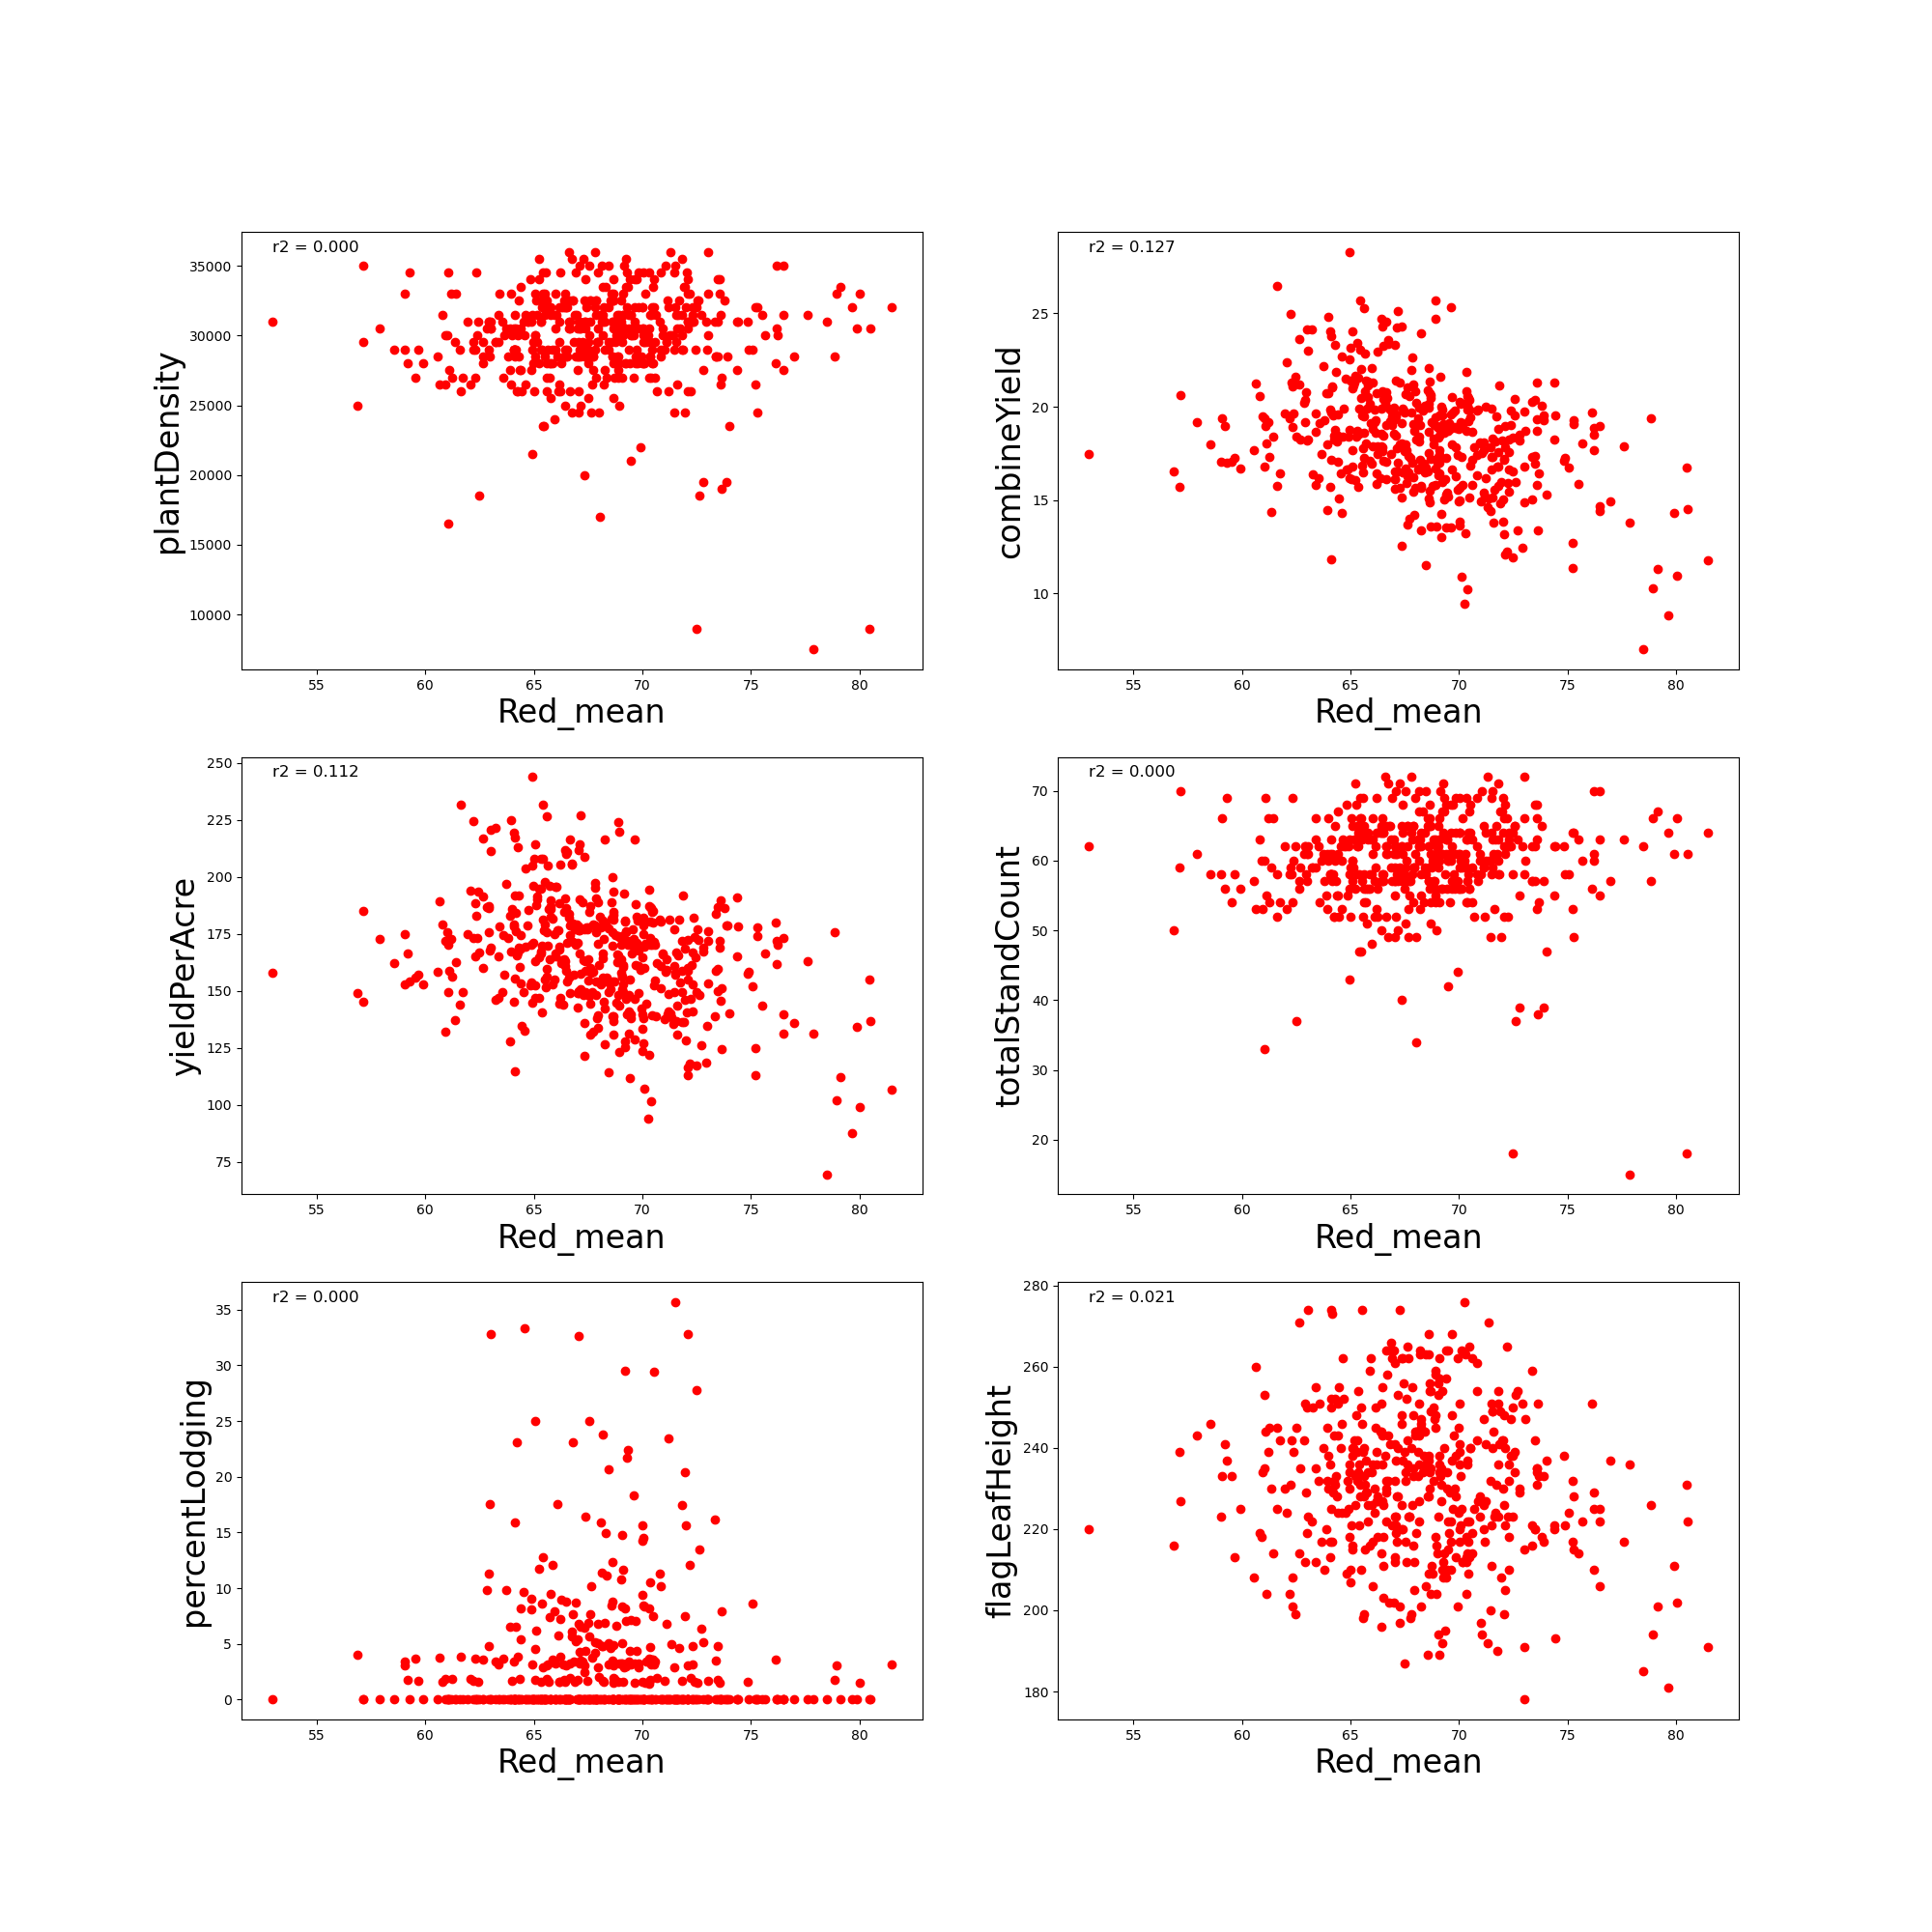 r2 = 0.000
35000
30000
25000
20000
15000
10000
plantDensity
55 60 65 70 75 80
Red_mean
r2 = 0.127
25
20
15
10
combineYield
55 60 65 70 75 80
Red_mean
r2 = 0.112
250
225
200
175
150
125
100
75
yieldPerAcre
55 60 65 70 75 80
Red_mean
r2 = 0.000
70
60
50
40
30
20
totalStandCount
55 60 65 70 75 80
Red_mean
r2 = 0.000
35
30
25
20
15
10
5
0
percentLodging
55 60 65 70 75 80
Red_mean
r2 = 0.021
280
260
240
220
200
180
flagLeafHeight
55 60 65 70 75 80
Red_mean